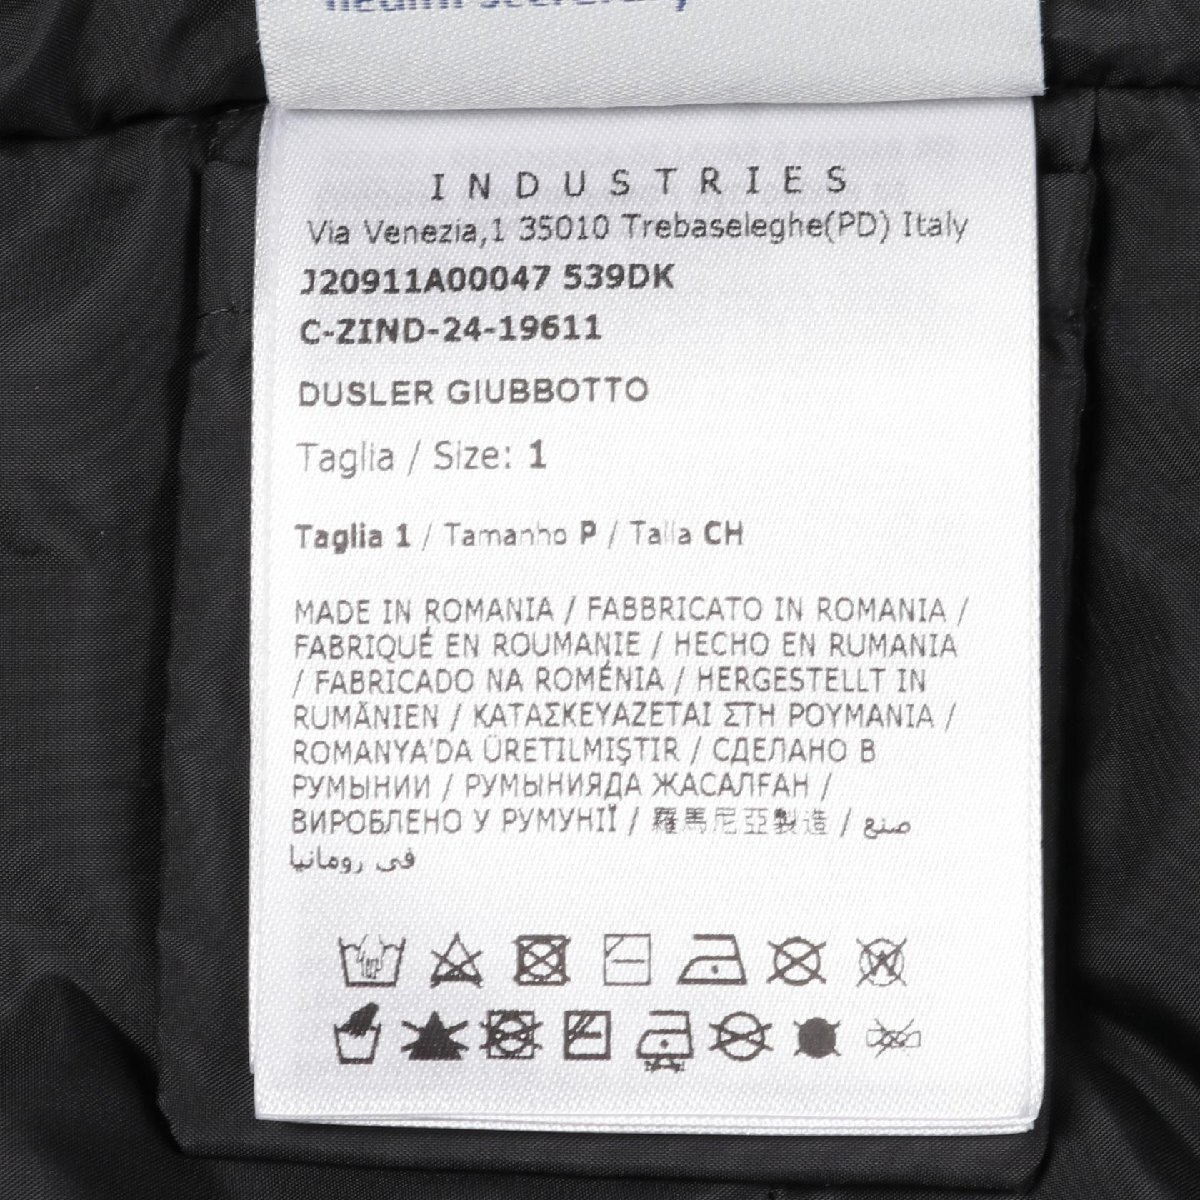 health secretary
I N D U S T R I E S
Via Venezia,1 35010 Trebaseleghe(PD) Italy
J20911A00047 539DK
C-ZIND-24-19611
DUSLER GIUBBOTTO
Taglia / Size: 1
Taglia 1 / Tamanho P / Talla CH
MADE IN ROMANIA / FABBRICATO IN ROMANIA /
FABRIQUÉ EN ROUMANIE / HECHO EN RUMANIA
/ FABRICADO NA ROMÉNIA / HERGESTELLT IN
RUMÄNIEN / ΚΑΤΑΣΚΕΥΑΖΕΤΑΙ ΣΤΗ ΡΟΥΜΑΝΙΑ /
ROMANYA'DA ÜRETILMIŞTIR / СДЕЛАНО В
РУМЫНИИ / РУМЫНИЯДА ЖАСАЛҒАН /
ВИРОБЛЕНО У РУМУНІЇ / 羅馬尼亞製造 / صنع
في رومانيا